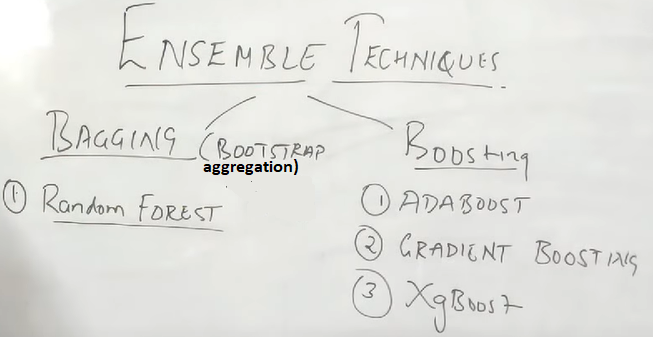 ENSEMBLE TECHNIQUES
BAGGING (BOOTSTRAP
aggregation)
① Random FOREST
Boosting
① ADABOOST
② GRADIENT BOOSTING
③ XgBoost